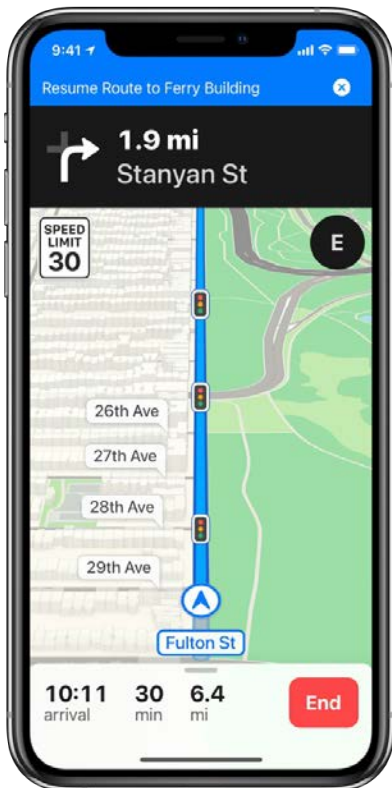 9:41
Resume Route to Ferry Building
1.9 mi
Stanyan St
SPEED
LIMIT
30
E
26th Ave
27th Ave
28th Ave
29th Ave
Fulton St
10:11 30 6.4
arrival min mi
End